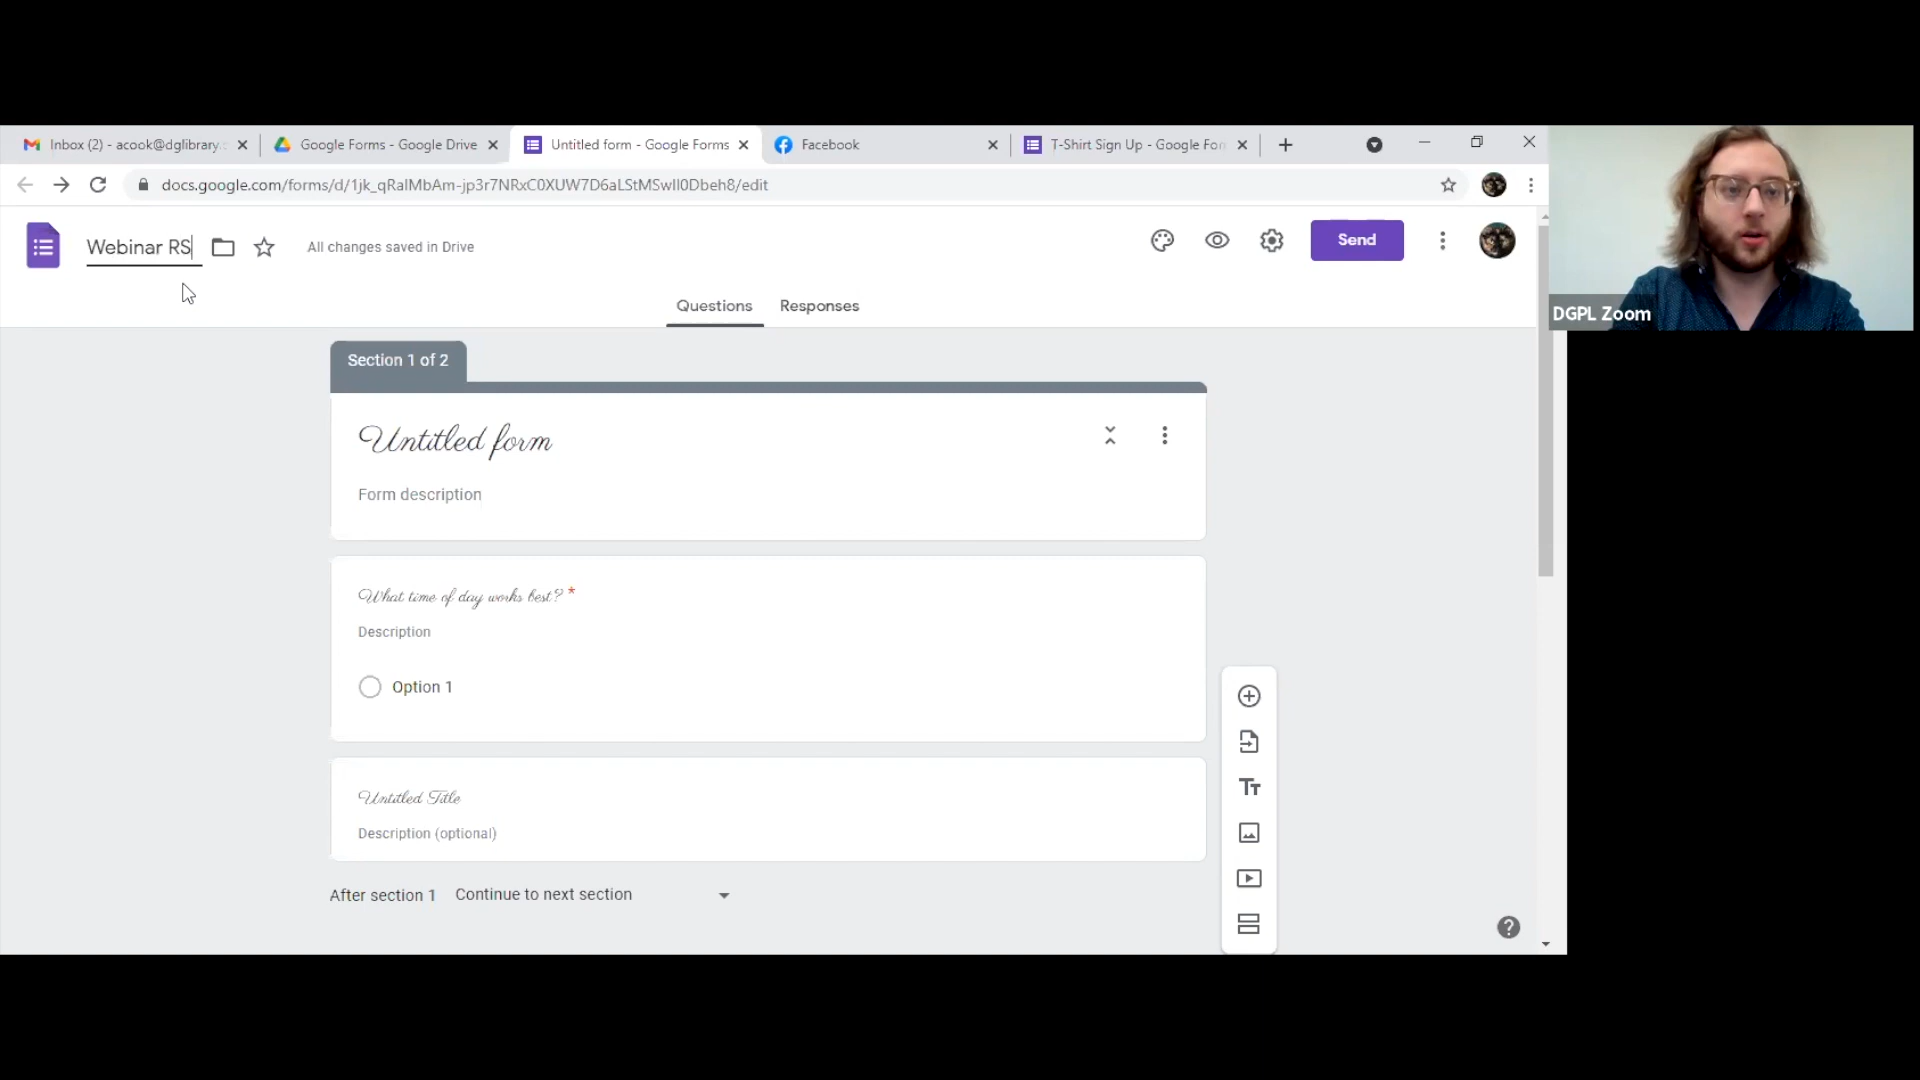 Inbox (2) - acook@dglibrary.
Google Forms - Google Drive
Untitled form - Google Forms
Facebook
T-Shirt Sign Up - Google For
docs.google.com/forms/d/1jk_qRalMbAm-jp3r7NRxC0XUW7D6aLStMSwll0Dbeh8/edit
Webinar RS
All changes saved in Drive
Send
Questions
Responses
DGPL Zoom
Section 1 of 2
Untitled form
Form description
What time of day works best? *
Description
Option 1
Untitled Title
Description (optional)
After section 1
Continue to next section